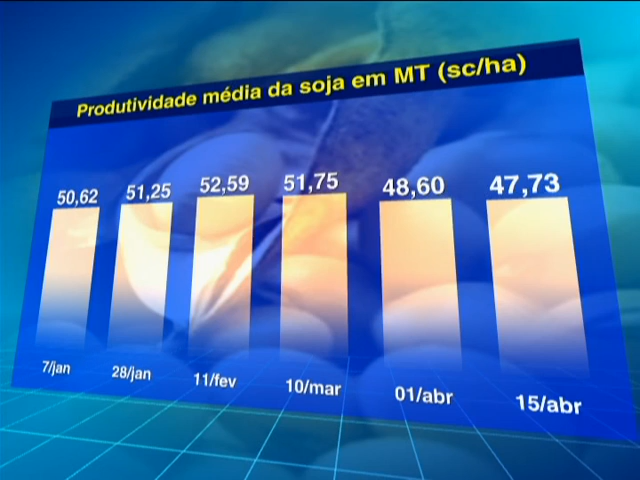 Produtividade média da soja em MT (sc/ha)
50,62 51,25 52,59 51,75 48,60 47,73
7/jan 28/jan 11/fev 10/mar 01/abr 15/abr